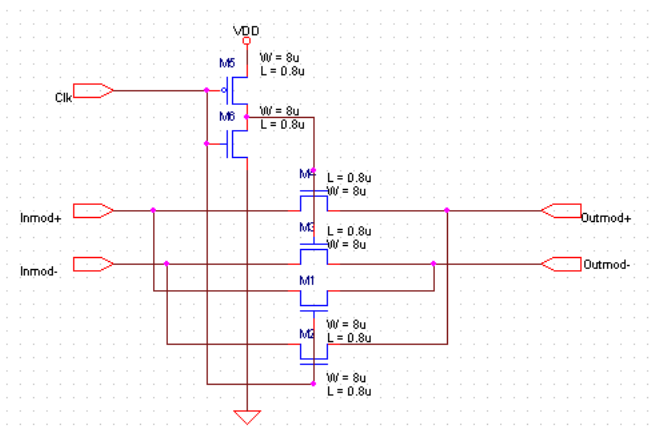 VDD
M5
W = 8u
L = 0.8u
Clk
M6
W = 8u
L = 0.8u
M4
L = 0.8u
W = 8u
Inmod+
Outmod+
M3
L = 0.8u
W = 8u
Inmod-
Outmod-
M1
W = 8u
L = 0.8u
M2
W = 8u
L = 0.8u